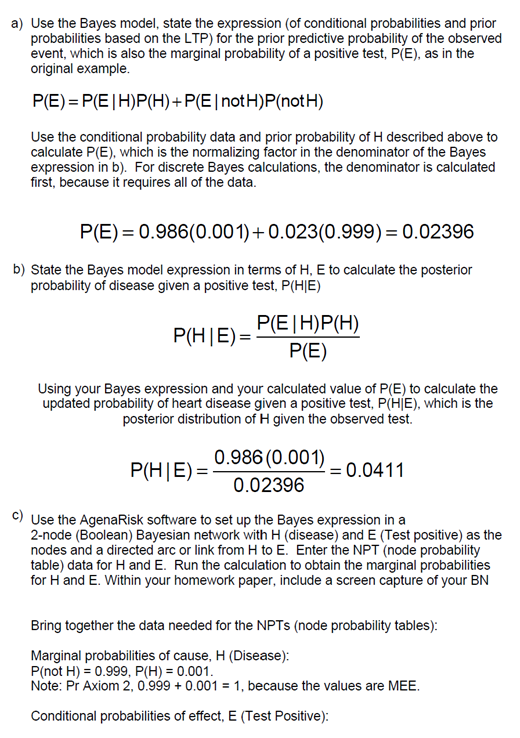 a) Use the Bayes model, state the expression (of conditional probabilities and prior
probabilities based on the LTP) for the prior predictive probability of the observed
event, which is also the marginal probability of a positive test, P(E), as in the
original example.
P(E) = P(E | H)P(H) + P(E | not H)P(not H)
Use the conditional probability data and prior probability of H described above to
calculate P(E), which is the normalizing factor in the denominator of the Bayes
expression in b). For discrete Bayes calculations, the denominator is calculated
first, because it requires all of the data.
P(E) = 0.986(0.001) + 0.023(0.999) = 0.02396
b) State the Bayes model expression in terms of H, E to calculate the posterior
probability of disease given a positive test, P(H|E)
P(H | E) = P(E | H)P(H) / P(E)
Using your Bayes expression and your calculated value of P(E) to calculate the
updated probability of heart disease given a positive test, P(H|E), which is the
posterior distribution of H given the observed test.
P(H | E) = 0.986(0.001) / 0.02396 = 0.0411
c) Use the AgenaRisk software to set up the Bayes expression in a
2-node (Boolean) Bayesian network with H (disease) and E (Test positive) as the
nodes and a directed arc or link from H to E. Enter the NPT (node probability
table) data for H and E. Run the calculation to obtain the marginal probabilities
for H and E. Within your homework paper, include a screen capture of your BN
Bring together the data needed for the NPTs (node probability tables):
Marginal probabilities of cause, H (Disease):
P(not H) = 0.999, P(H) = 0.001.
Note: Pr Axiom 2, 0.999 + 0.001 = 1, because the values are MEE.
Conditional probabilities of effect, E (Test Positive):